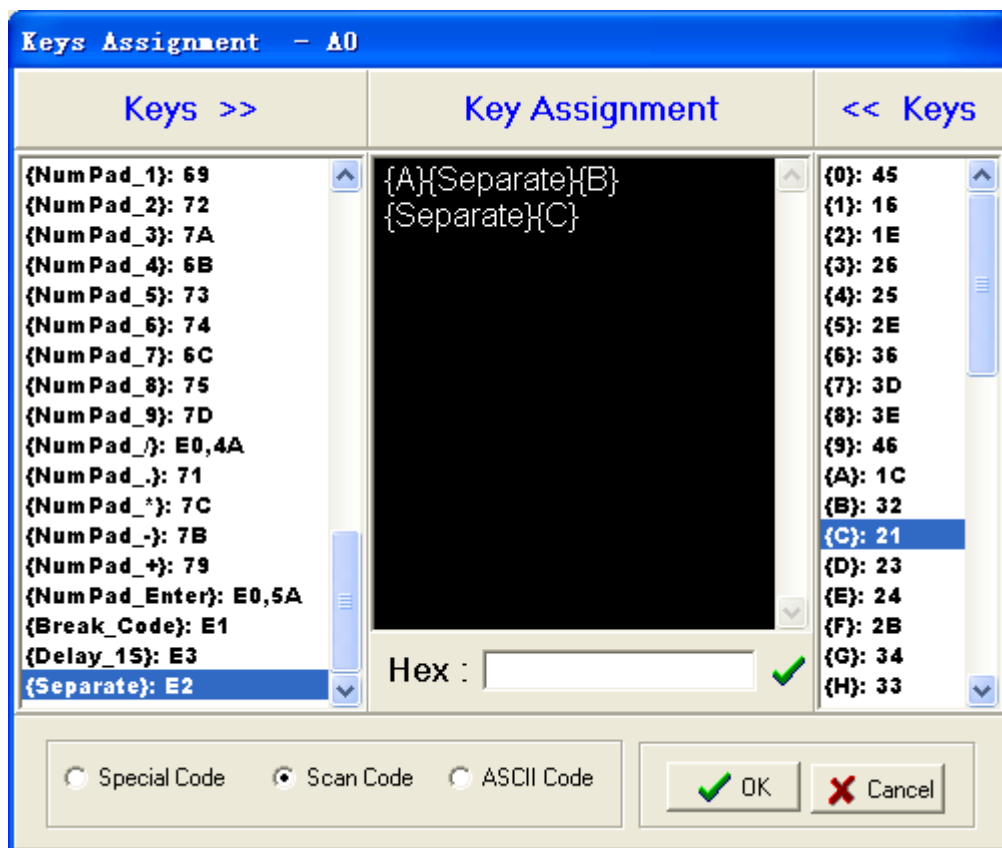 Keys Assignment - A0
Keys >>
Key Assignment
<< Keys
{NumPad_1}: 69
{NumPad_2}: 72
{NumPad_3}: 7A
{NumPad_4}: 6B
{NumPad_5}: 73
{NumPad_6}: 74
{NumPad_7}: 6C
{NumPad_8}: 75
{NumPad_9}: 7D
{NumPad_/}: E0,4A
{NumPad_.}: 71
{NumPad_*}: 7C
{NumPad_-}: 7B
{NumPad_+}: 79
{NumPad_Enter}: E0,5A
{Break_Code}: E1
{Delay_1S}: E3
{Separate}: E2
{A}{Separate}{B}
{Separate}{C}
Hex :
{0}: 45
{1}: 16
{2}: 1E
{3}: 26
{4}: 25
{5}: 2E
{6}: 36
{7}: 3D
{8}: 3E
{9}: 46
{A}: 1C
{B}: 32
{C}: 21
{D}: 23
{E}: 24
{F}: 2B
{G}: 34
{H}: 33
Special Code
Scan Code
ASCII Code
OK
Cancel